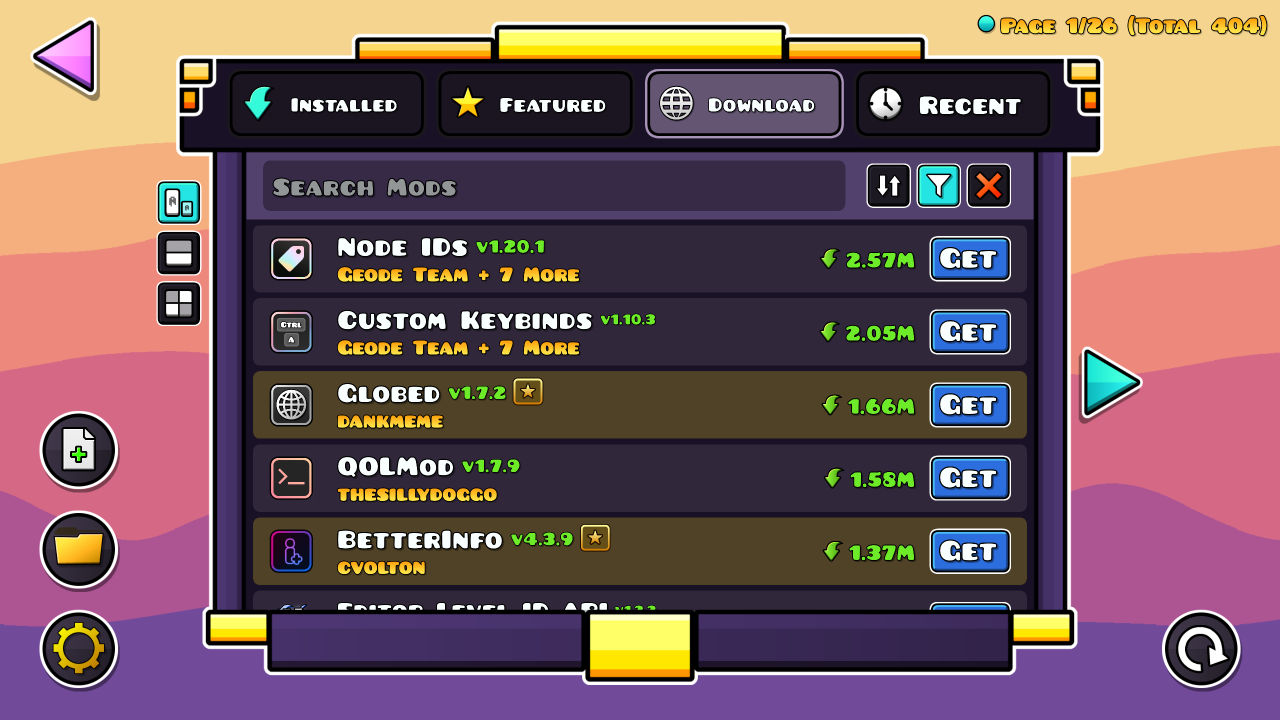 Page 1/26 (Total 404)
Installed
Featured
Download
Recent
Search Mods
Node IDs v1.20.1
Geode Team + 7 More
2.57M
Get
Ctrl
A
Custom Keybinds v1.10.3
Geode Team + 7 More
2.05M
Get
Globed v1.7.2
dankmeme
1.66M
Get
QOLMod v1.7.9
thesillydoggo
1.58M
Get
BetterInfo v4.3.9
cvolton
1.37M
Get
Editor Level ID API